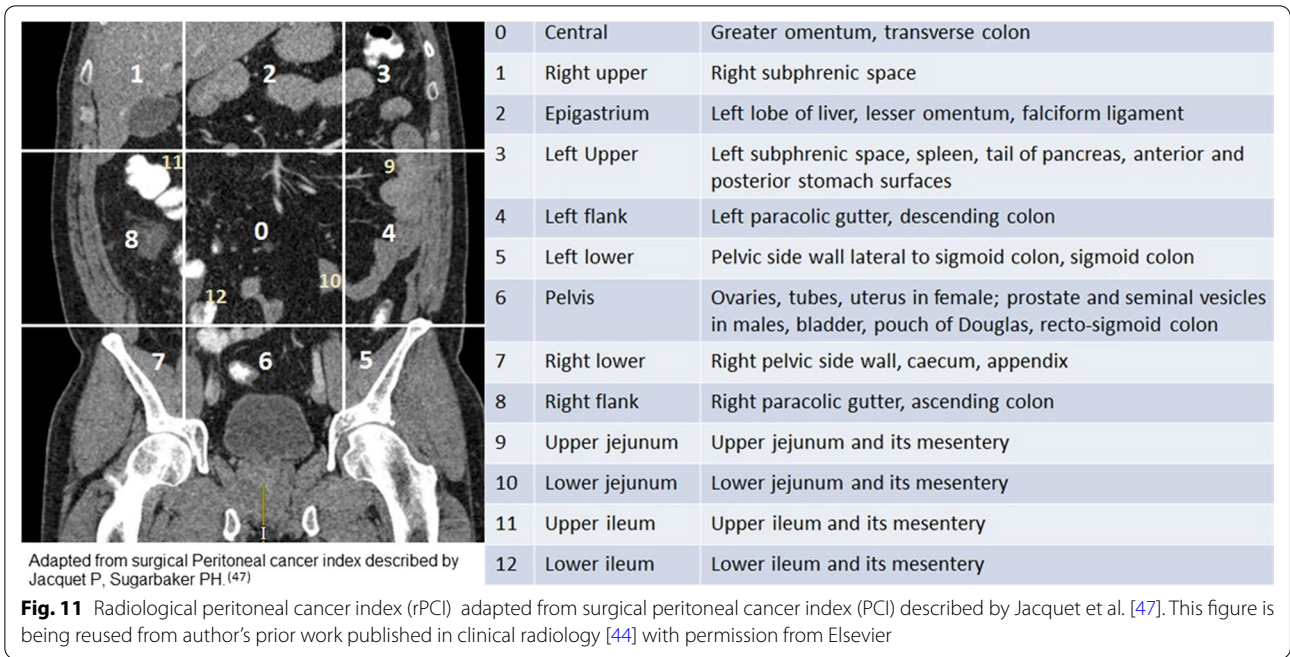 1 2 3
11 9
8 0 4
12 10
7 6 5
I
Adapted from surgical Peritoneal cancer index described by
Jacquet P, Sugarbaker PH.(47)
0 Central Greater omentum, transverse colon
1 Right upper Right subphrenic space
2 Epigastrium Left lobe of liver, lesser omentum, falciform ligament
3 Left Upper Left subphrenic space, spleen, tail of pancreas, anterior and
posterior stomach surfaces
4 Left flank Left paracolic gutter, descending colon
5 Left lower Pelvic side wall lateral to sigmoid colon, sigmoid colon
6 Pelvis Ovaries, tubes, uterus in female; prostate and seminal vesicles
in males, bladder, pouch of Douglas, recto-sigmoid colon
7 Right lower Right pelvic side wall, caecum, appendix
8 Right flank Right paracolic gutter, ascending colon
9 Upper jejunum Upper jejunum and its mesentery
10 Lower jejunum Lower jejunum and its mesentery
11 Upper ileum Upper ileum and its mesentery
12 Lower ileum Lower ileum and its mesentery
Fig. 11 Radiological peritoneal cancer index (rPCI) adapted from surgical peritoneal cancer index (PCI) described by Jacquet et al. [47]. This figure is
being reused from author's prior work published in clinical radiology [44] with permission from Elsevier